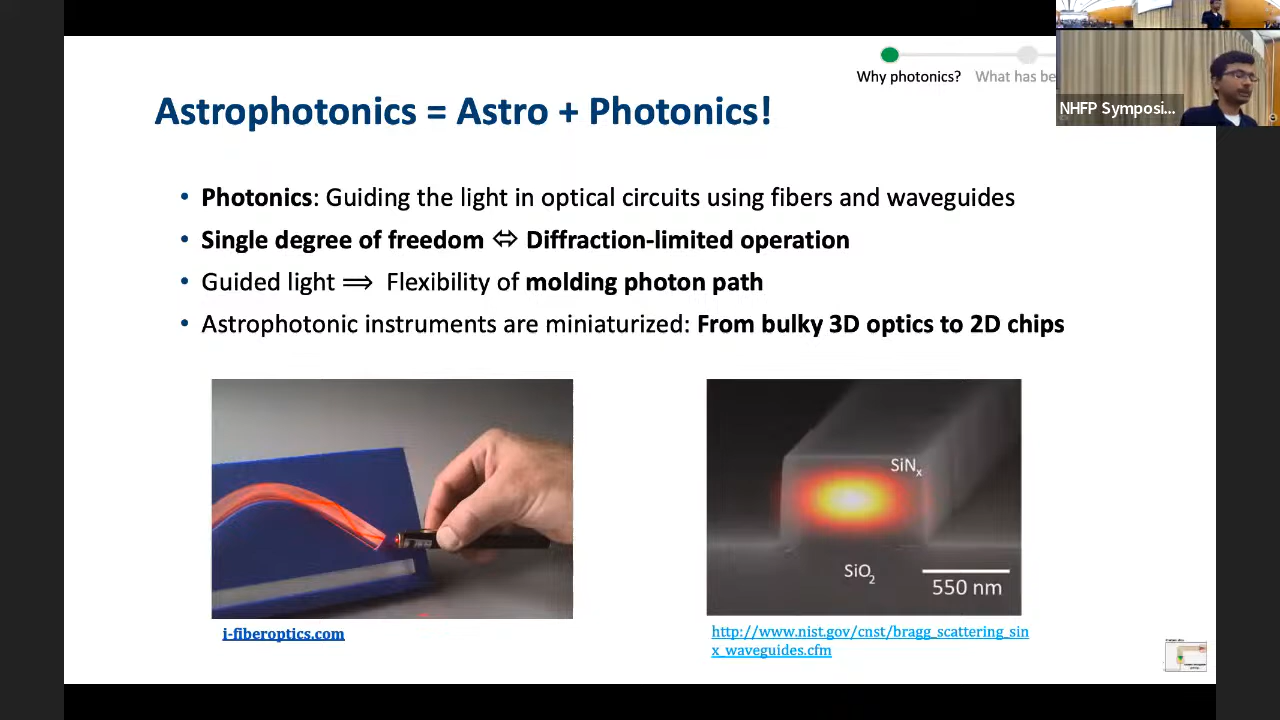 Why photonics? What has be
NHFP Symposi...
Astrophotonics = Astro + Photonics!
• Photonics: Guiding the light in optical circuits using fibers and waveguides
• Single degree of freedom ⇔ Diffraction-limited operation
• Guided light ⟹ Flexibility of molding photon path
• Astrophotonic instruments are miniaturized: From bulky 3D optics to 2D chips
SiNx
SiO2
550 nm
i-fiberoptics.com
http://www.nist.gov/cnst/bragg_scattering_sin
x_waveguides.cfm